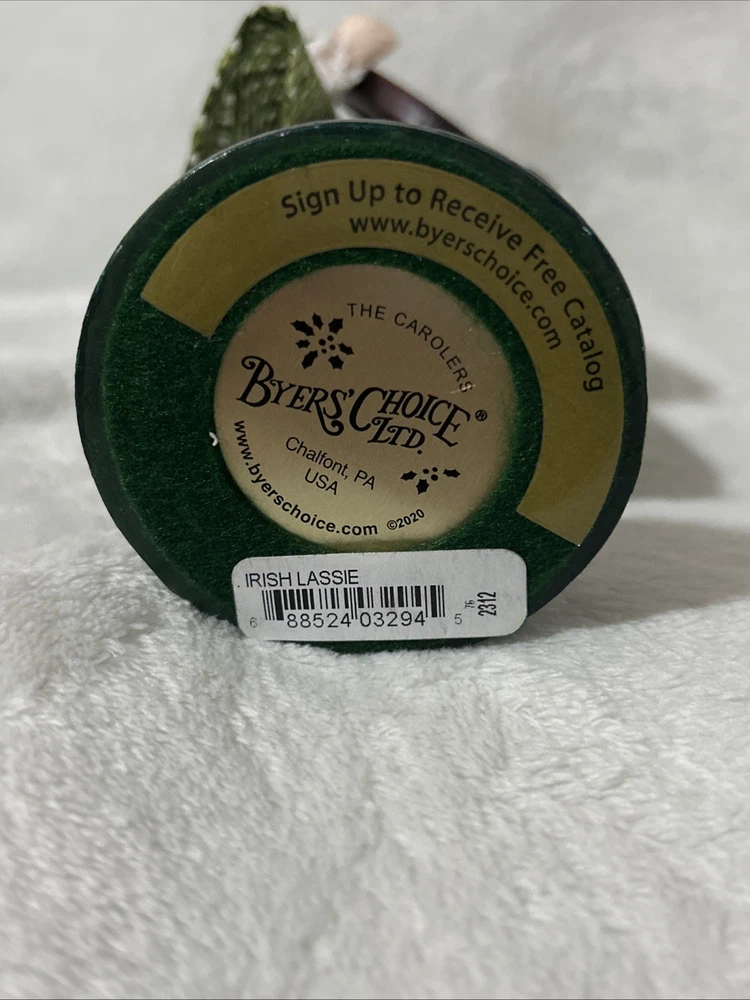 Sign Up to Receive Free Catalog
www.byerschoice.com
THE CAROLERS
BYERS' CHOICE ®
LTD.
Chalfont, PA
USA
www.byerschoice.com ©2020
IRISH LASSIE
6 88524 03294 5
76
2312